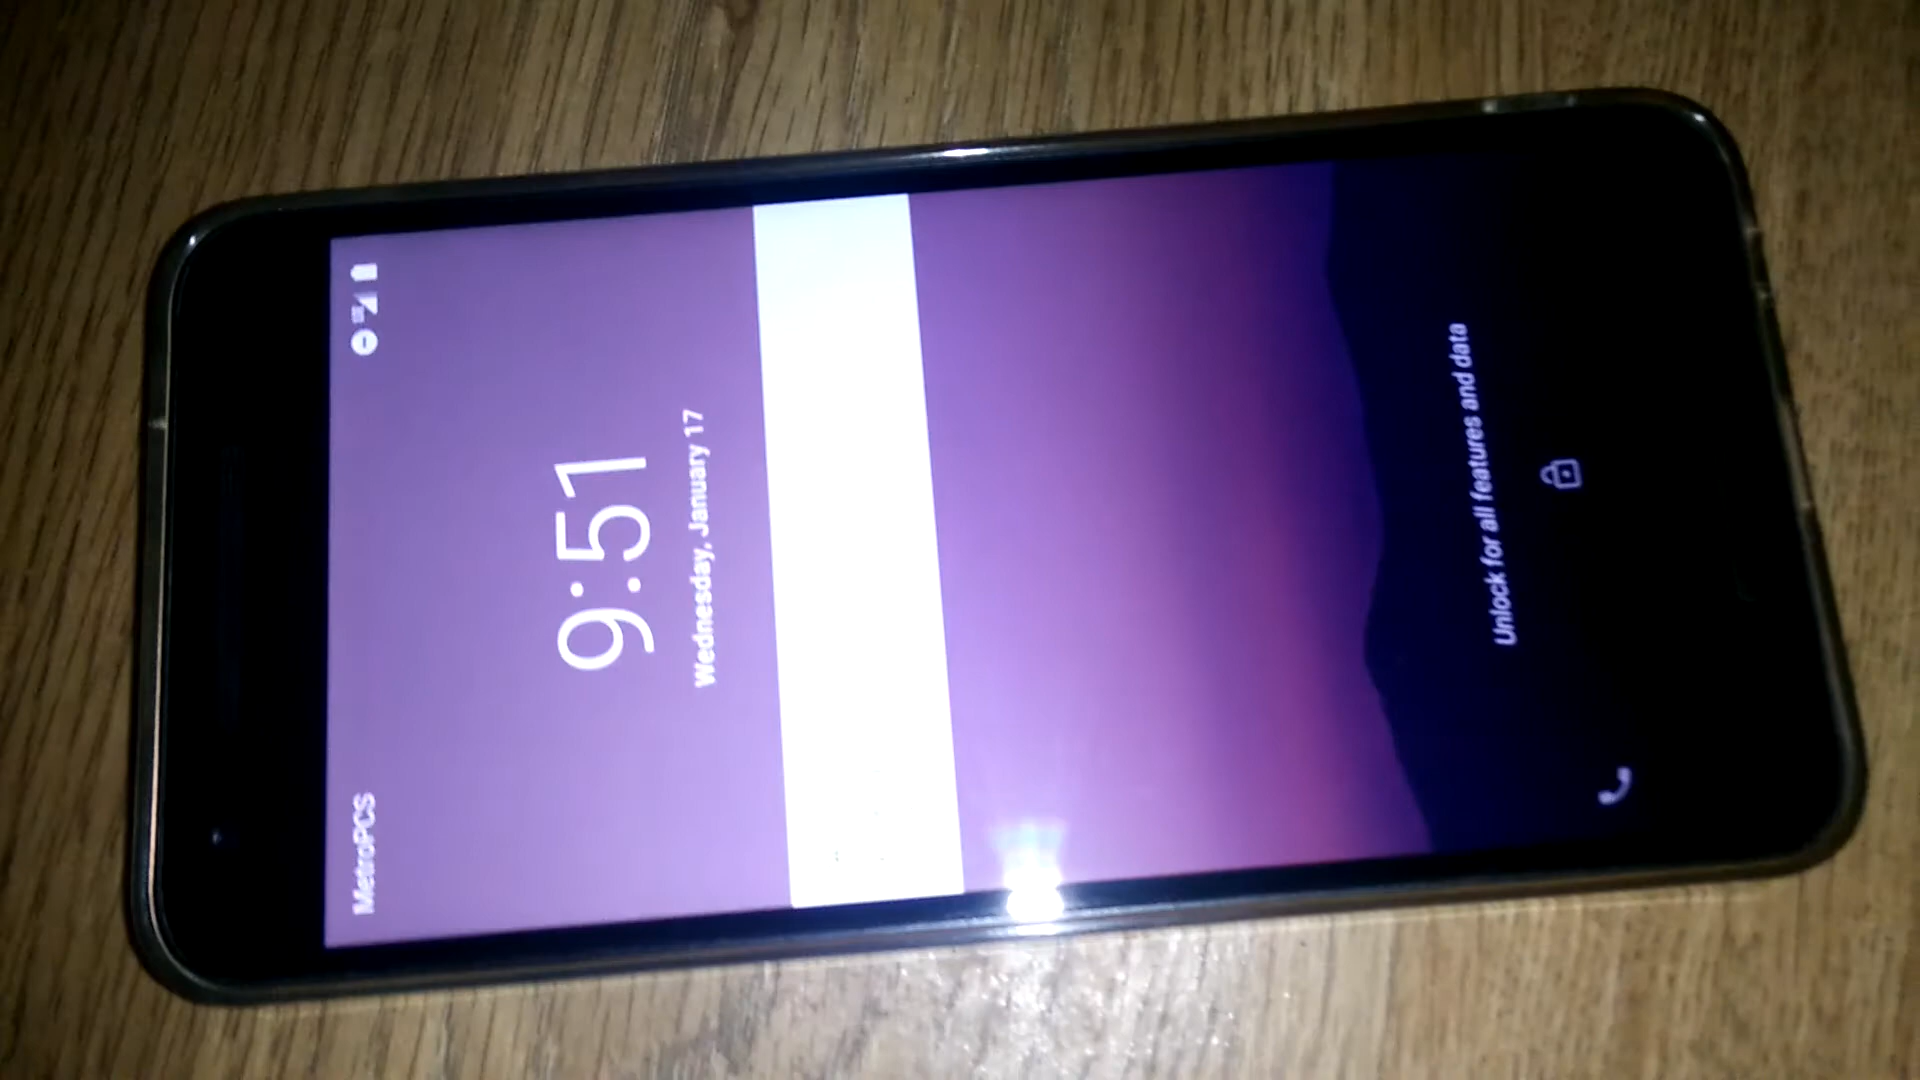 MetroPCS
9:51
Wednesday, January 17
Unlock for all features and data